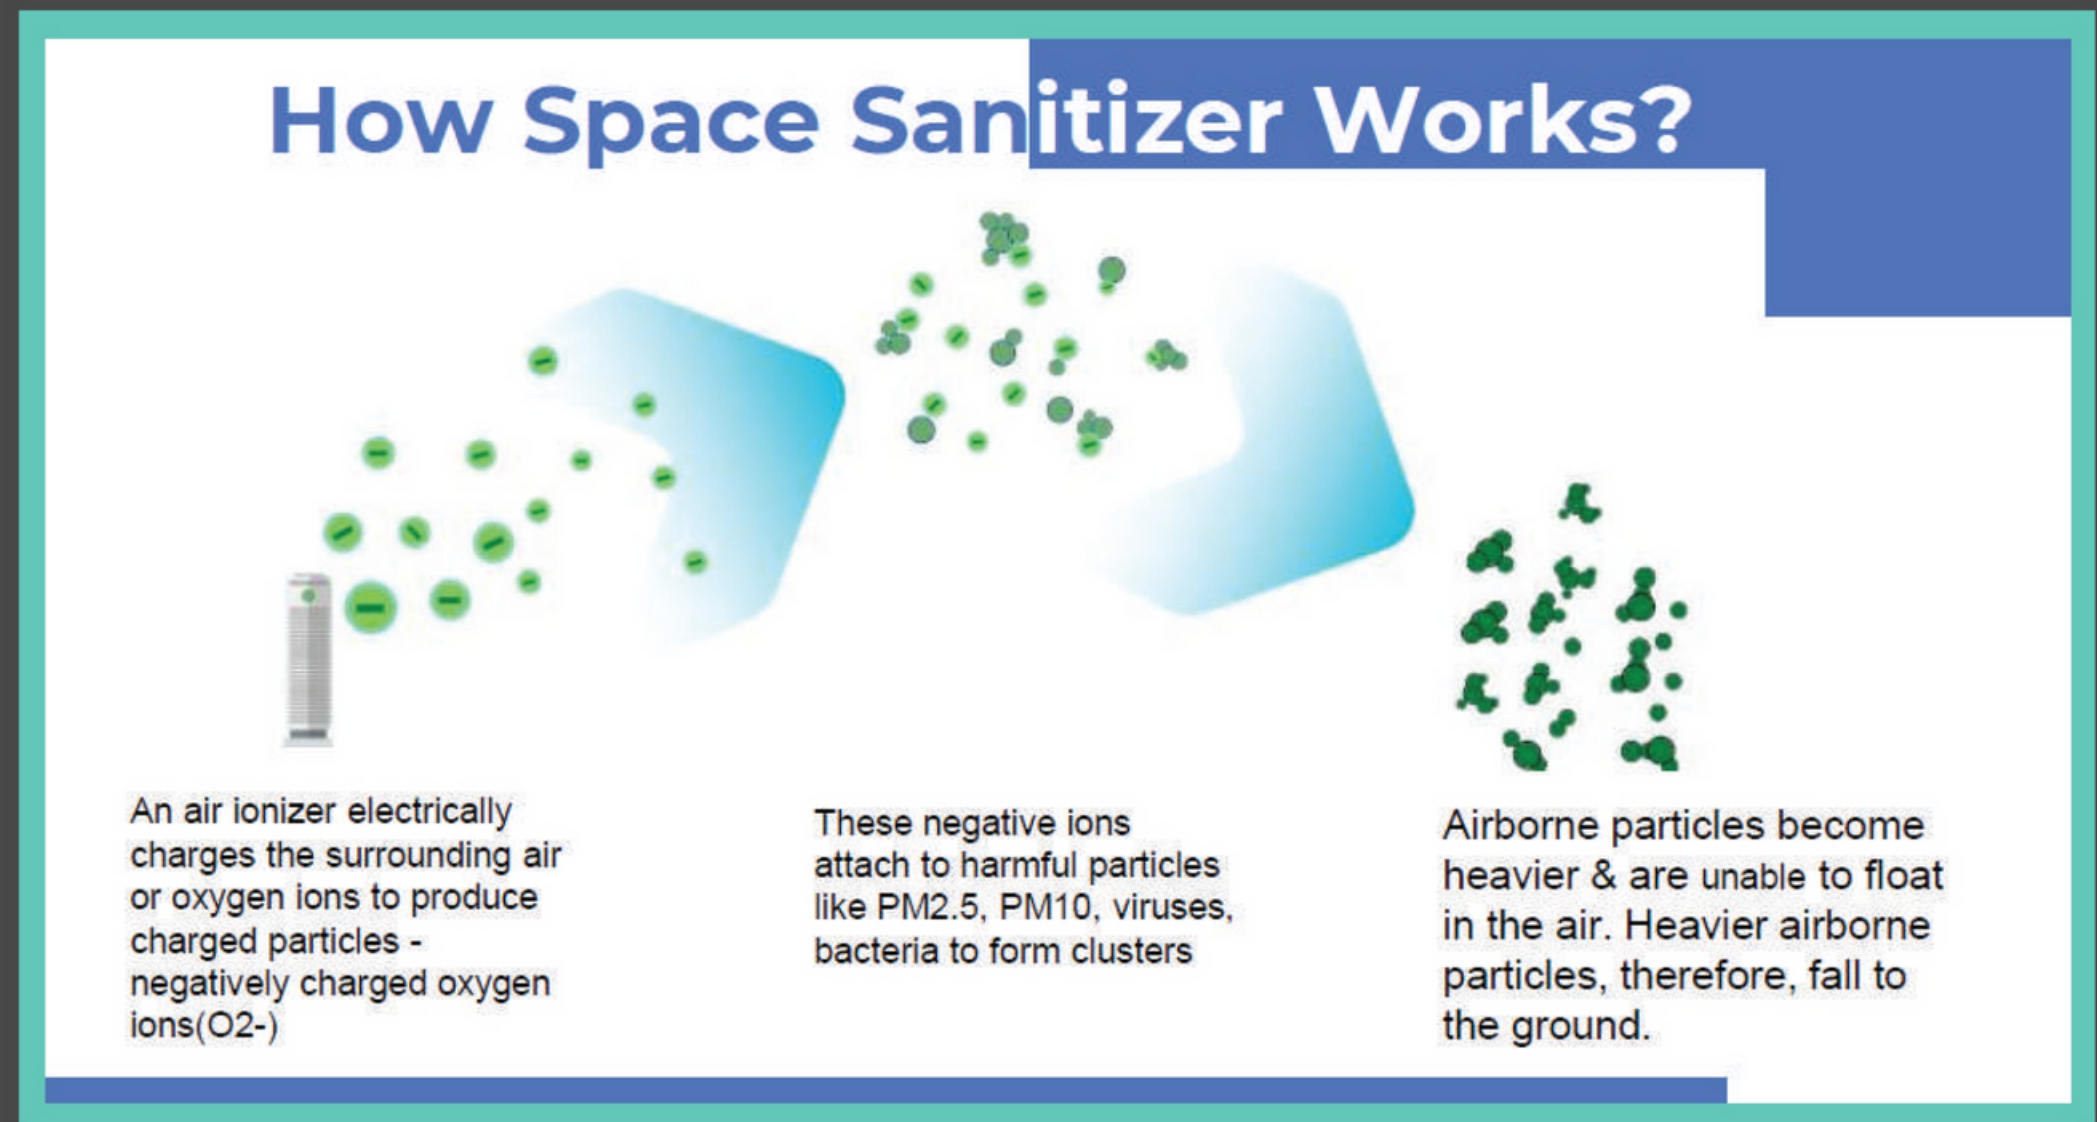 How Space Sanitizer Works?
An air ionizer electrically
charges the surrounding air
or oxygen ions to produce
charged particles -
negatively charged oxygen
ions(O2-)
These negative ions
attach to harmful particles
like PM2.5, PM10, viruses,
bacteria to form clusters
Airborne particles become
heavier & are unable to float
in the air. Heavier airborne
particles, therefore, fall to
the ground.